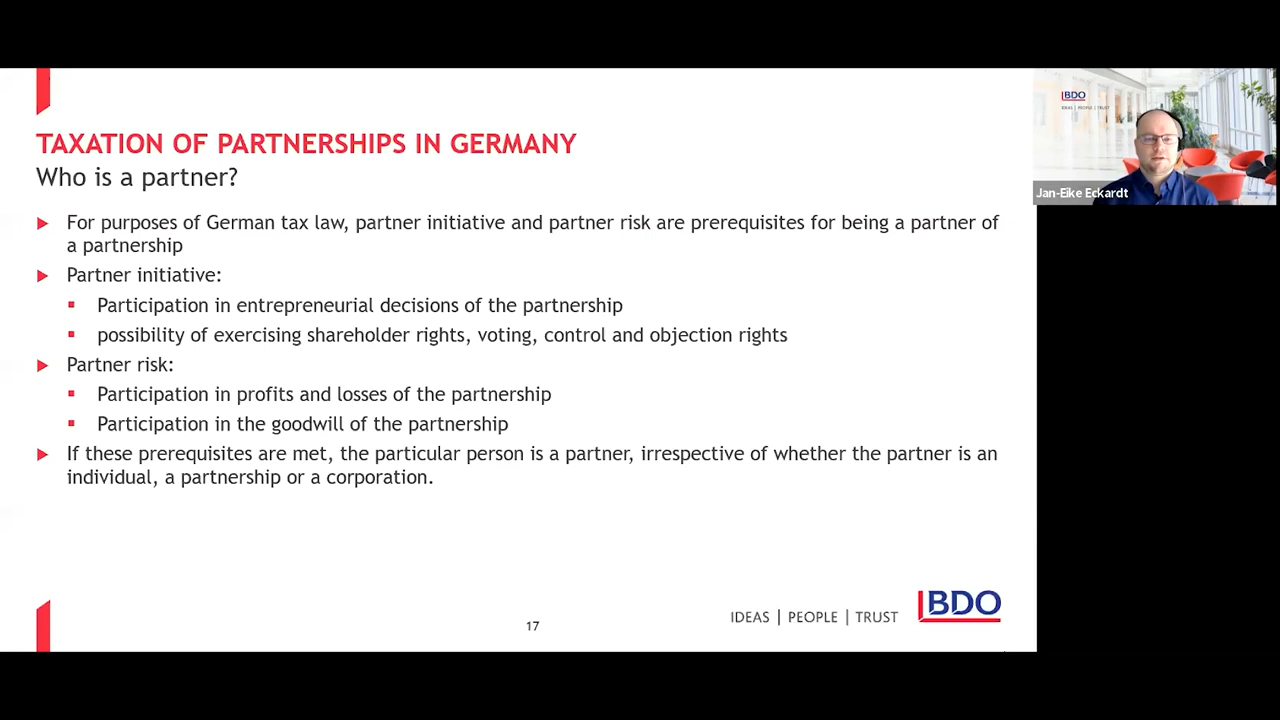 TAXATION OF PARTNERSHIPS IN GERMANY
Who is a partner?
For purposes of German tax law, partner initiative and partner risk are prerequisites for being a partner of
a partnership
Partner initiative:
Participation in entrepreneurial decisions of the partnership
possibility of exercising shareholder rights, voting, control and objection rights
Partner risk:
Participation in profits and losses of the partnership
Participation in the goodwill of the partnership
If these prerequisites are met, the particular person is a partner, irrespective of whether the partner is an
individual, a partnership or a corporation.
17
IDEAS | PEOPLE | TRUST
BDO
BDO
IDEAS | PEOPLE | TRUST
Jan-Eike Eckardt